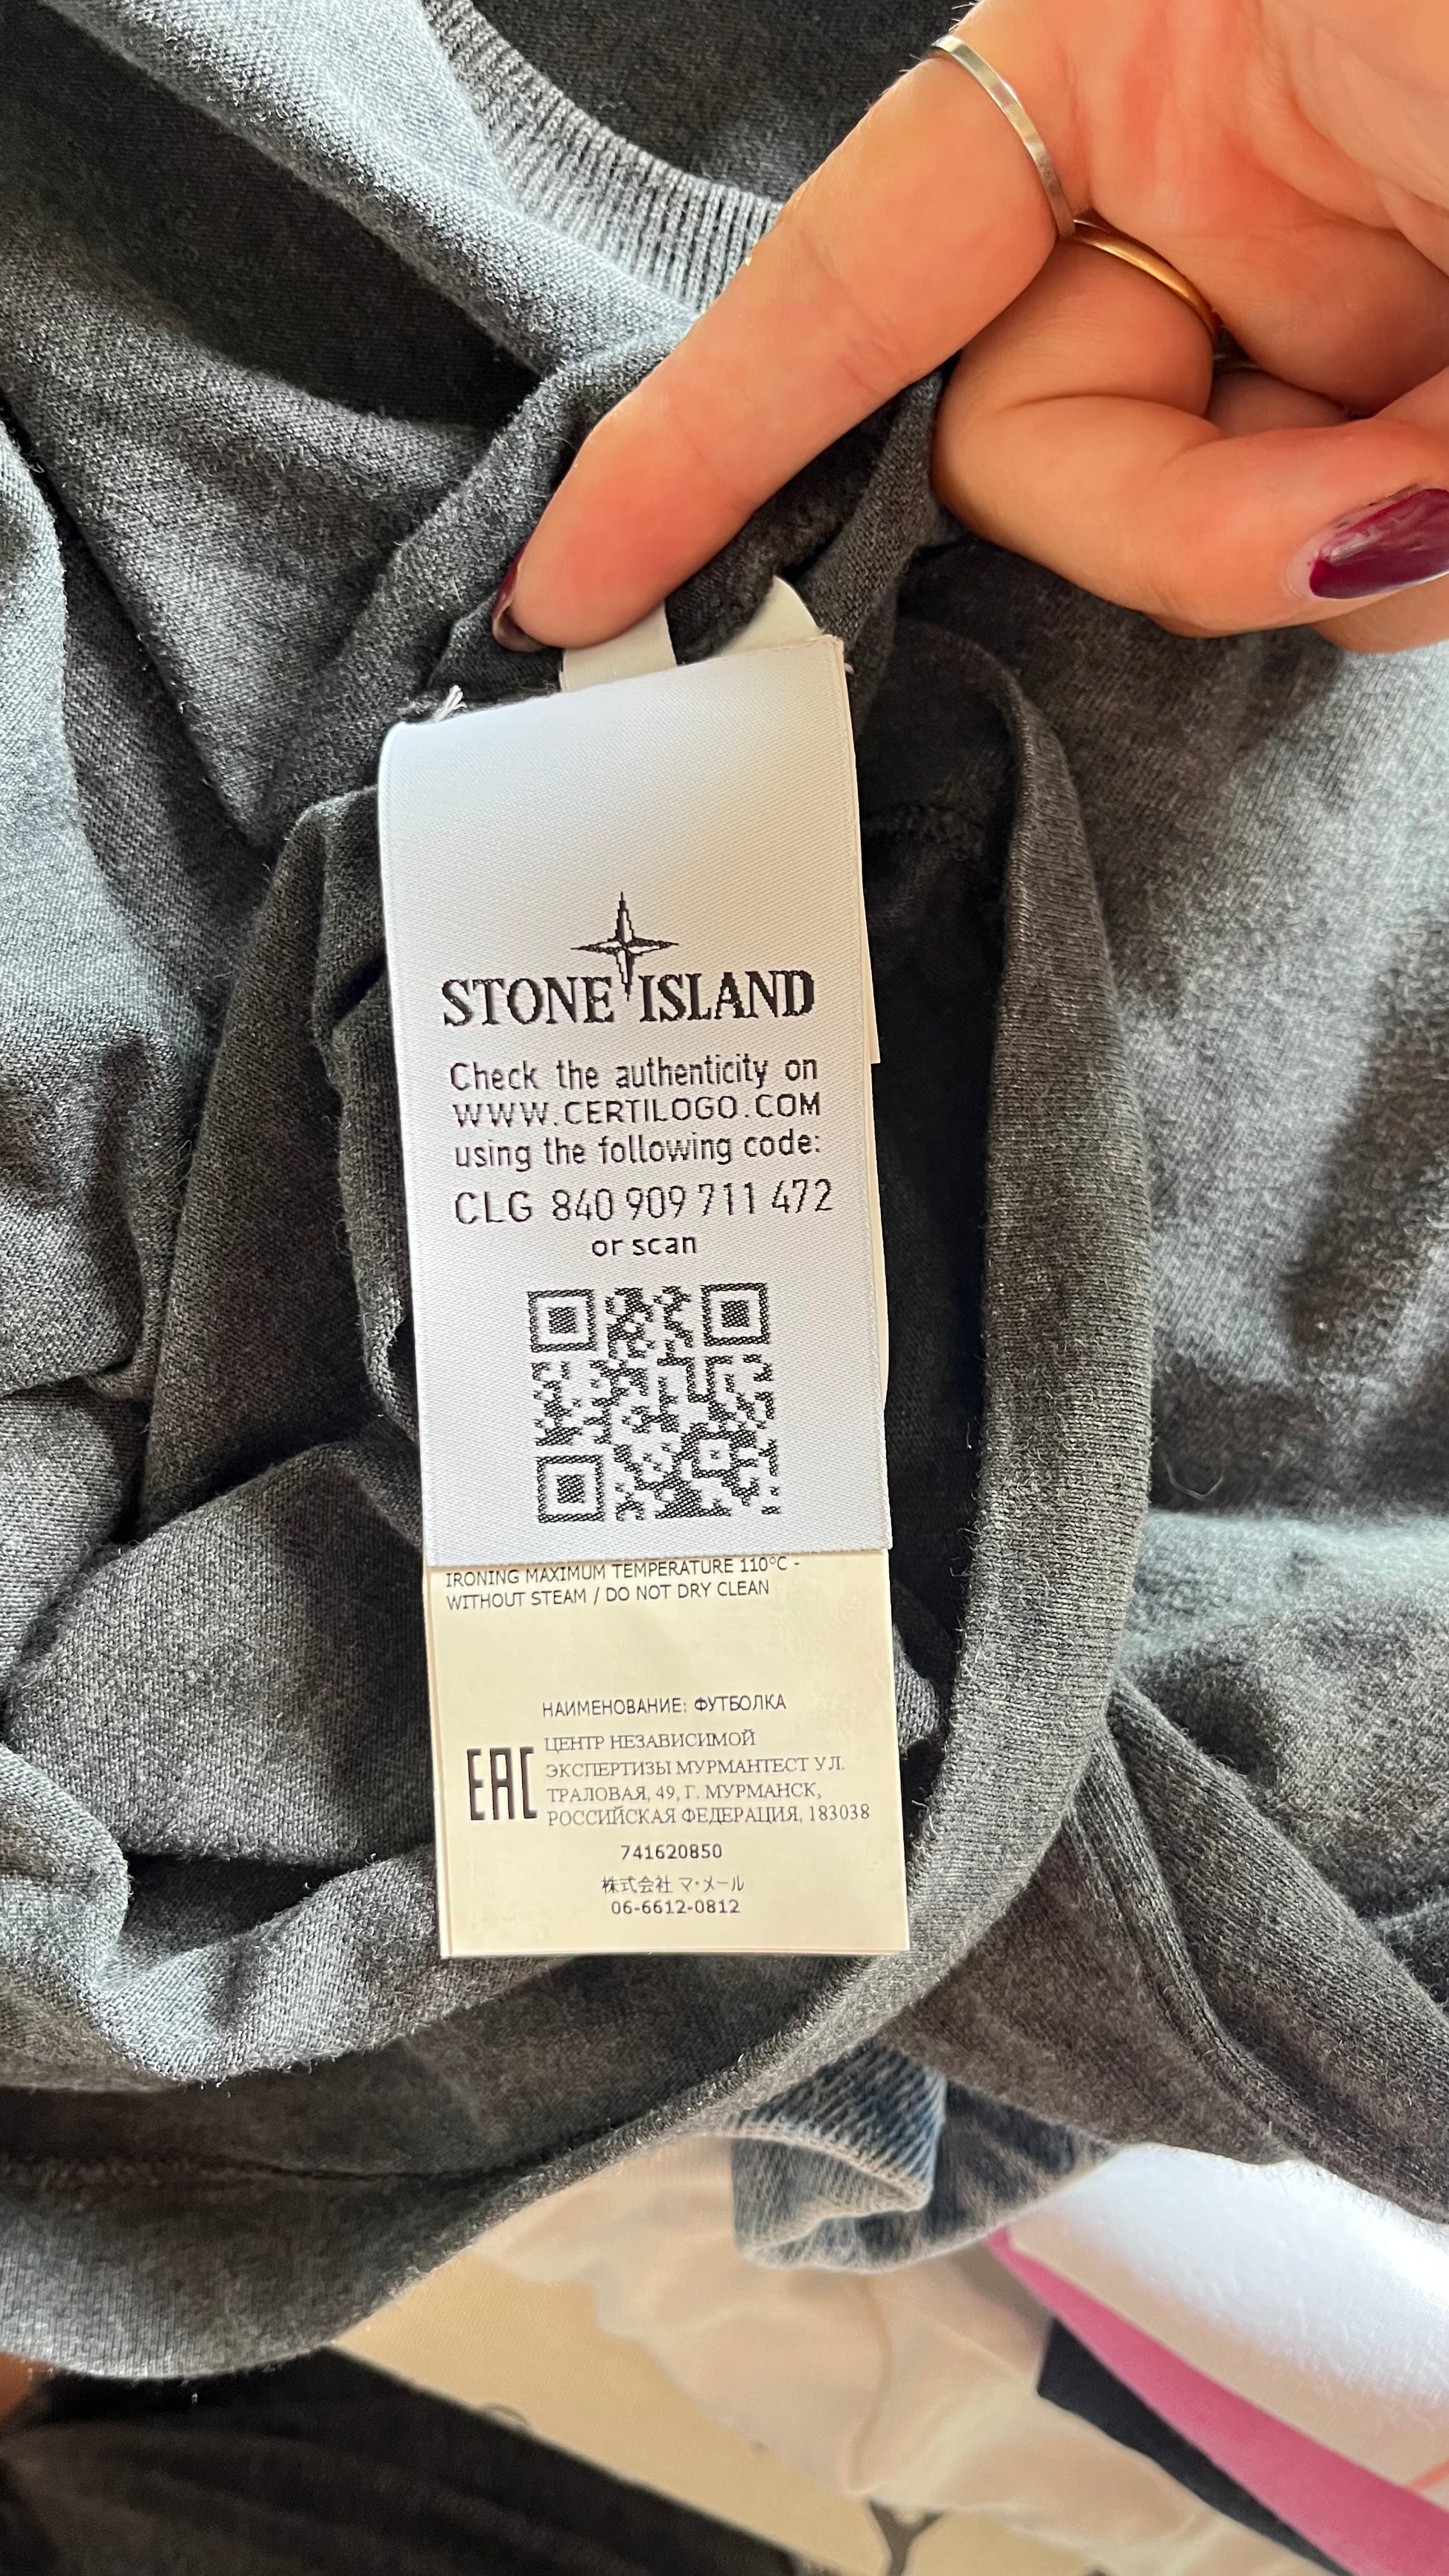 STONE ISLAND
Check the authenticity on
WWW.CERTILOGO.COM
using the following code:
CLG 840 909 711 472
or scan
IRONING MAXIMUM TEMPERATURE 110°C -
WITHOUT STEAM / DO NOT DRY CLEAN
НАИМЕНОВАНИЕ: ФУТБОЛКА
EAC
ЦЕНТР НЕЗАВИСИМОЙ
ЭКСПЕРТИЗЫ МУРМАНТЕСТ УЛ.
ТРАЛОВАЯ, 49, Г. МУРМАНСК,
РОССИЙСКАЯ ФЕДЕРАЦИЯ, 183038
741620850
株式会社 マ・メール
06-6612-0812